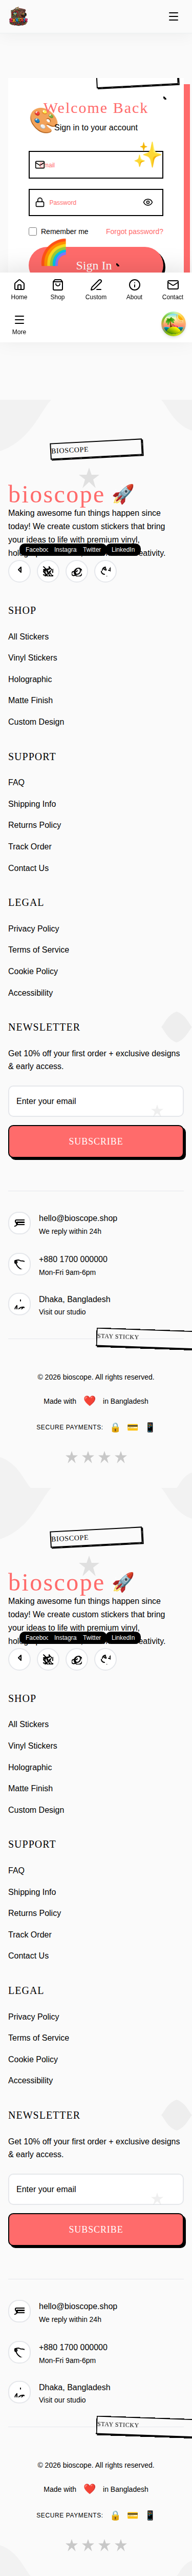 Welcome Back
Sign in to your account
Password
Remember me
Forgot password?
Sign In
Home
Shop
Custom
About
Contact
More
BIOSCOPE
bioscope 🚀
Making awesome fun things happen since
today! We create custom stickers that bring
your ideas to life with premium vinyl,
Facebook
Twitter
LinkedIn
SHOP
All Stickers
Vinyl Stickers
Holographic
Matte Finish
Custom Design
SUPPORT
FAQ
Shipping Info
Returns Policy
Track Order
Contact Us
LEGAL
Privacy Policy
Terms of Service
Cookie Policy
Accessibility
NEWSLETTER
Get 10% off your first order + exclusive designs
& early access.
Enter your email
SUBSCRIBE
hello@bioscope.shop
We reply within 24h
+880 1700 000000
Mon-Fri 9am-6pm
Dhaka, Bangladesh
Visit our studio
STAY STICKY
© 2026 bioscope. All rights reserved.
Made with ❤️ in Bangladesh
SECURE PAYMENTS: 🔒 💳 📱
BIOSCOPE
bioscope 🚀
Making awesome fun things happen since
today! We create custom stickers that bring
your ideas to life with premium vinyl,
Facebook
Twitter
LinkedIn
SHOP
All Stickers
Vinyl Stickers
Holographic
Matte Finish
Custom Design
SUPPORT
FAQ
Shipping Info
Returns Policy
Track Order
Contact Us
LEGAL
Privacy Policy
Terms of Service
Cookie Policy
Accessibility
NEWSLETTER
Get 10% off your first order + exclusive designs
& early access.
Enter your email
SUBSCRIBE
hello@bioscope.shop
We reply within 24h
+880 1700 000000
Mon-Fri 9am-6pm
Dhaka, Bangladesh
Visit our studio
STAY STICKY
© 2026 bioscope. All rights reserved.
Made with ❤️ in Bangladesh
SECURE PAYMENTS: 🔒 💳 📱